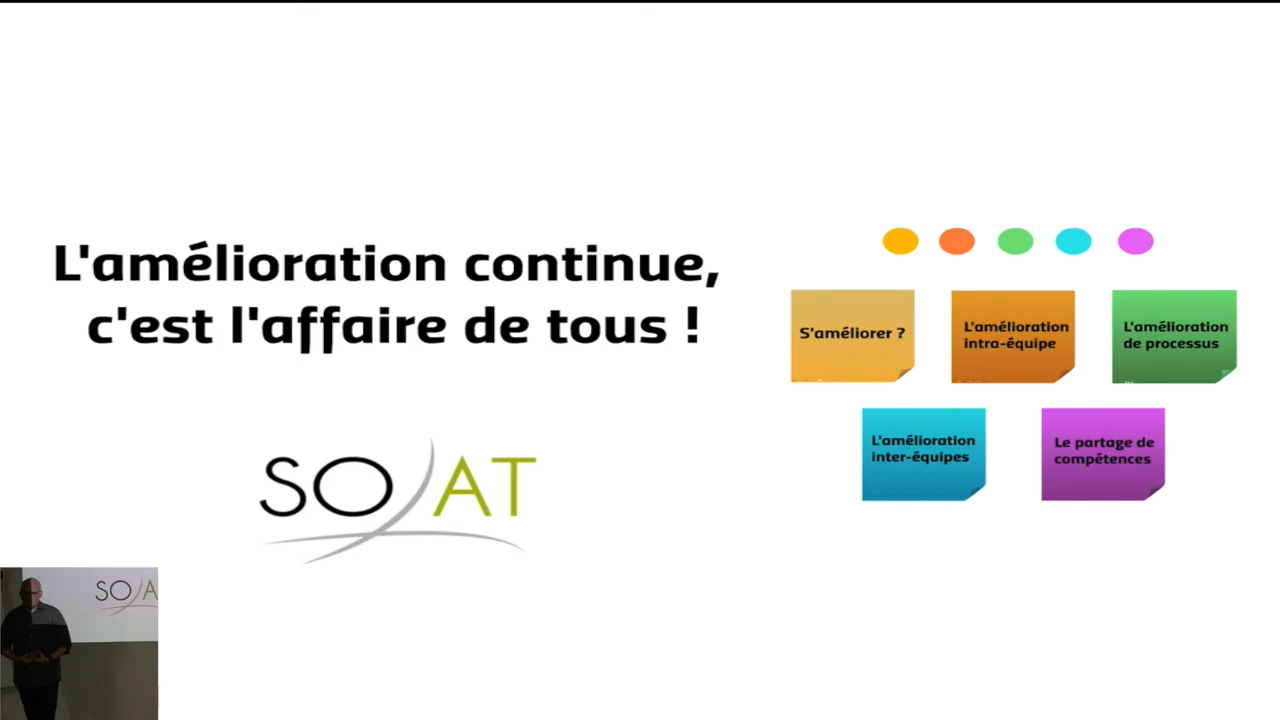 L'amélioration continue,
c'est l'affaire de tous !
SOAT
S'améliorer ?
L'amélioration
intra-équipe
L'amélioration
de processus
L'amélioration
inter-équipes
Le partage de
compétences
SO A